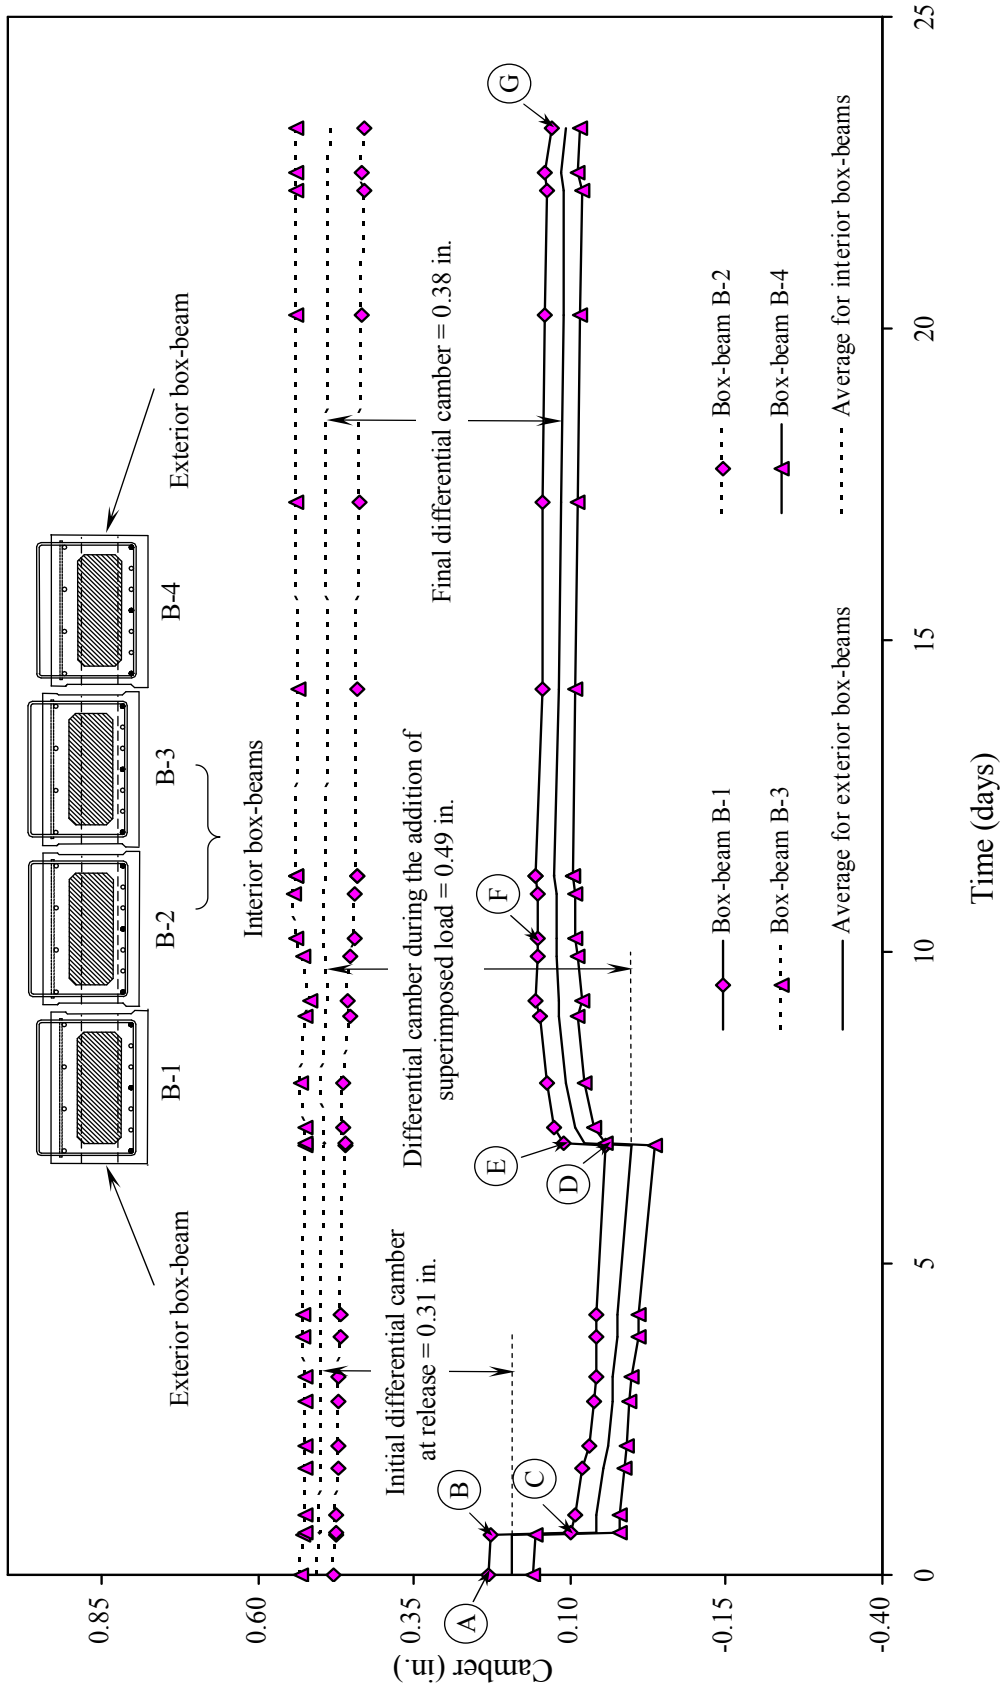 Exterior box-beam
Exterior box-beam
B-1
B-2
B-3
B-4
Interior box-beams
Camber (in.)
0.85
0.60
0.35
0.10
-0.15
-0.40
Initial differential camber
at release = 0.31 in.
Differential camber during the addition of
superimposed load = 0.49 in.
Final differential camber = 0.38 in.
A
B
C
D
E
F
G
Box-beam B-1
Box-beam B-2
Box-beam B-3
Box-beam B-4
Average for exterior box-beams
Average for interior box-beams
0
5
10
15
20
25
Time (days)